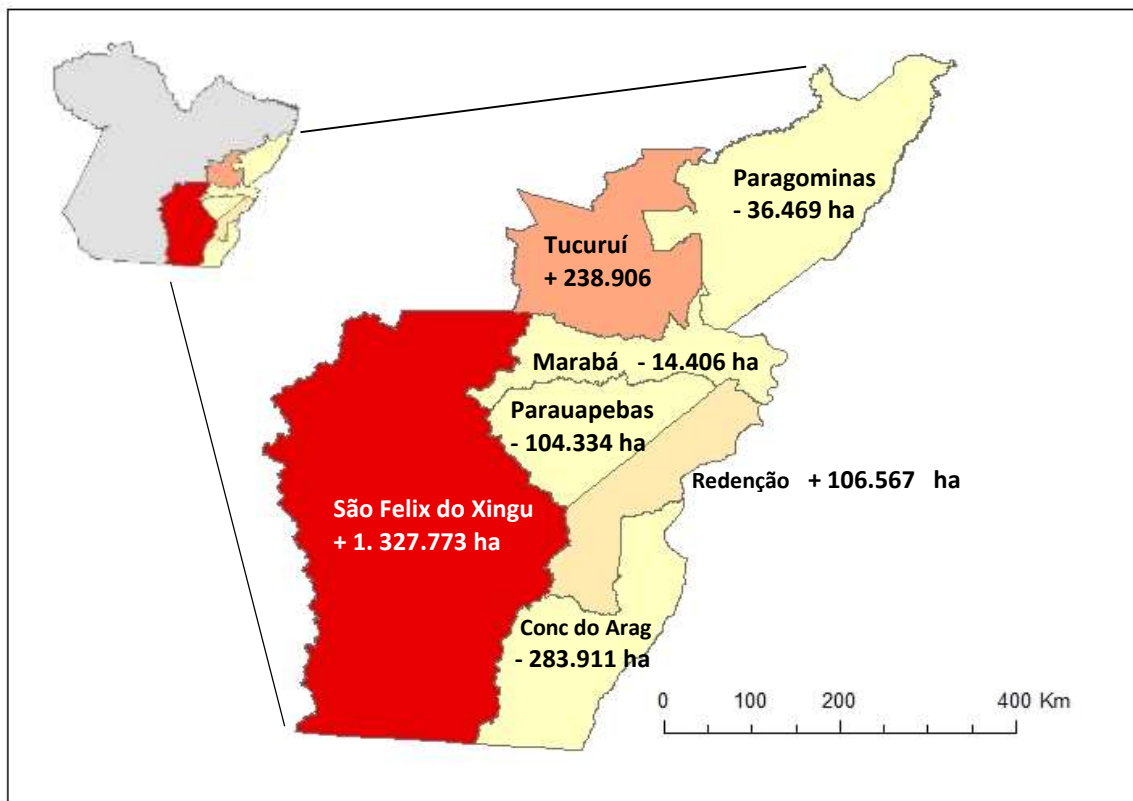 Paragominas
- 36.469 ha
Tucuruí
+ 238.906
Marabá - 14.406 ha
Parauapebas
- 104.334 ha
Redenção + 106.567 ha
São Felix do Xingu
+ 1. 327.773 ha
Conc do Arag
- 283.911 ha
0 100 200 400 Km